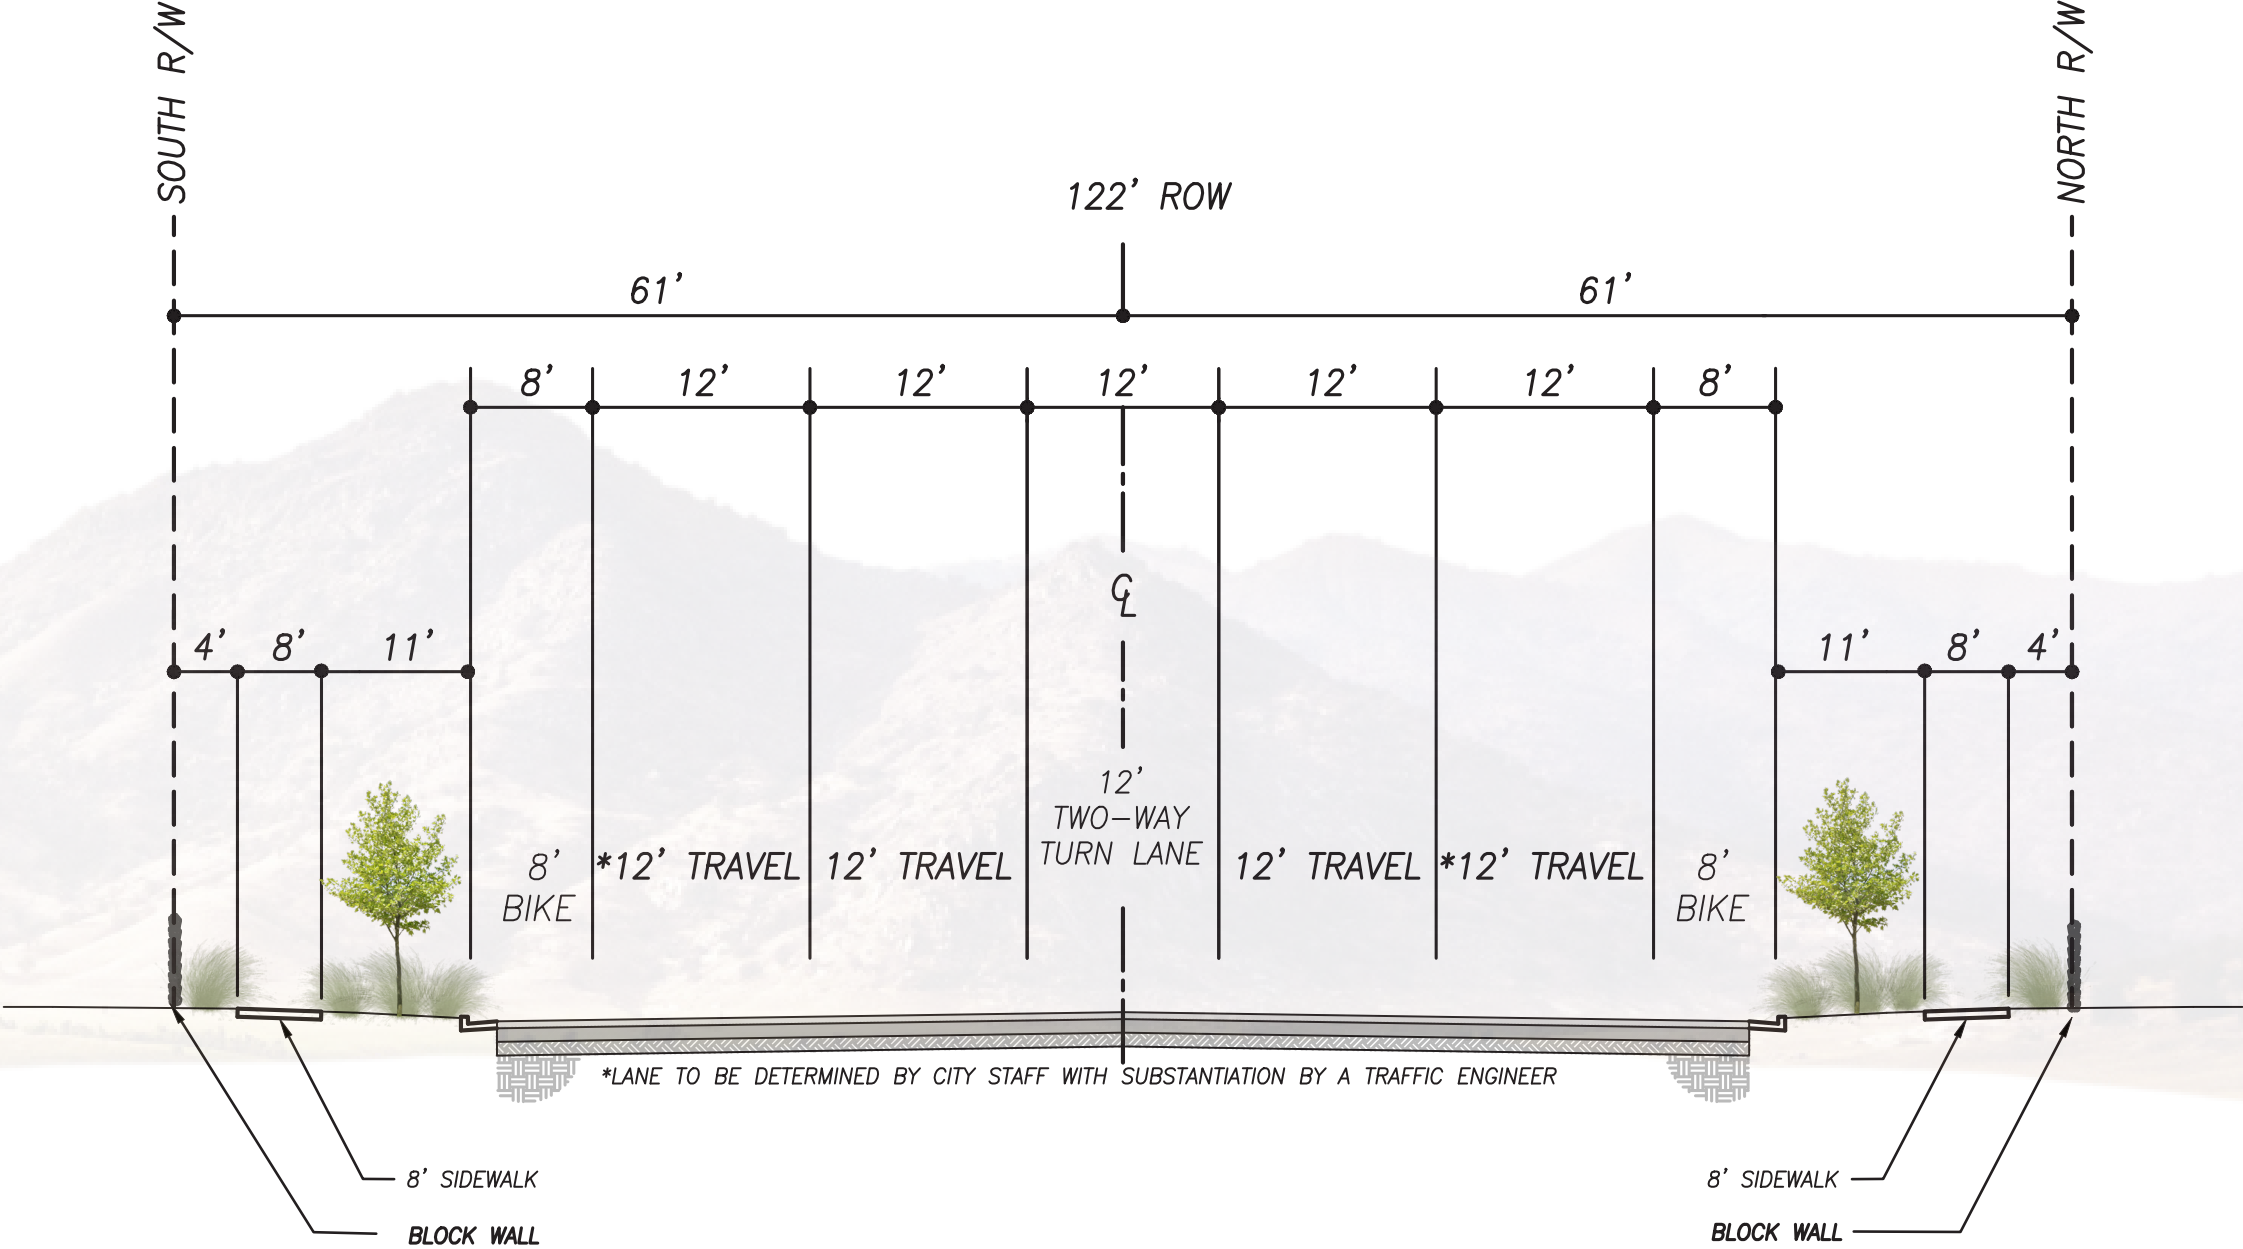 SOUTH R/W
NORTH R/W
122' ROW
61' 61'
8' 12' 12' 12' 12' 12' 8'
℄
4' 8' 11' 11' 8' 4'
12'
TWO-WAY
TURN LANE
8'
BIKE
*12' TRAVEL
12' TRAVEL
12' TRAVEL
*12' TRAVEL
8'
BIKE
*LANE TO BE DETERMINED BY CITY STAFF WITH SUBSTANTIATION BY A TRAFFIC ENGINEER
8' SIDEWALK
BLOCK WALL
8' SIDEWALK
BLOCK WALL